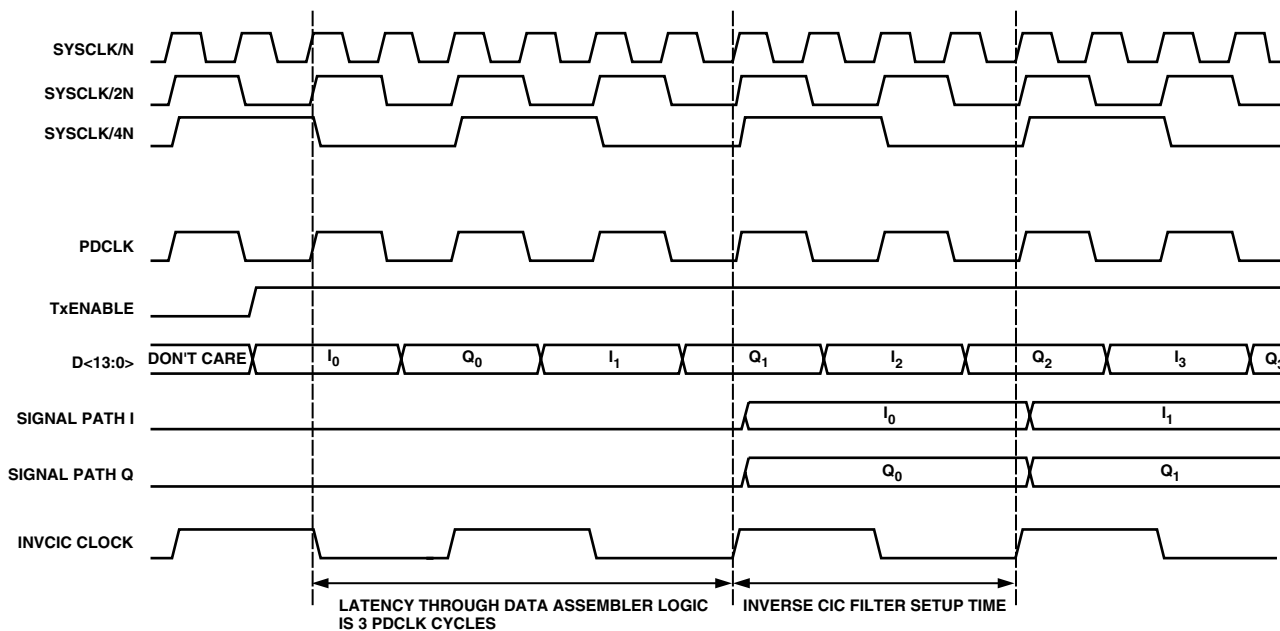 SYSCLK/N
SYSCLK/2N
SYSCLK/4N
PDCLK
TxENABLE
D<13:0> DON'T CARE I0 Q0 I1 Q1 I2 Q2 I3 Q3
SIGNAL PATH I I0 I1
SIGNAL PATH Q Q0 Q1
INVCIC CLOCK
LATENCY THROUGH DATA ASSEMBLER LOGIC
IS 3 PDCLK CYCLES
INVERSE CIC FILTER SETUP TIME